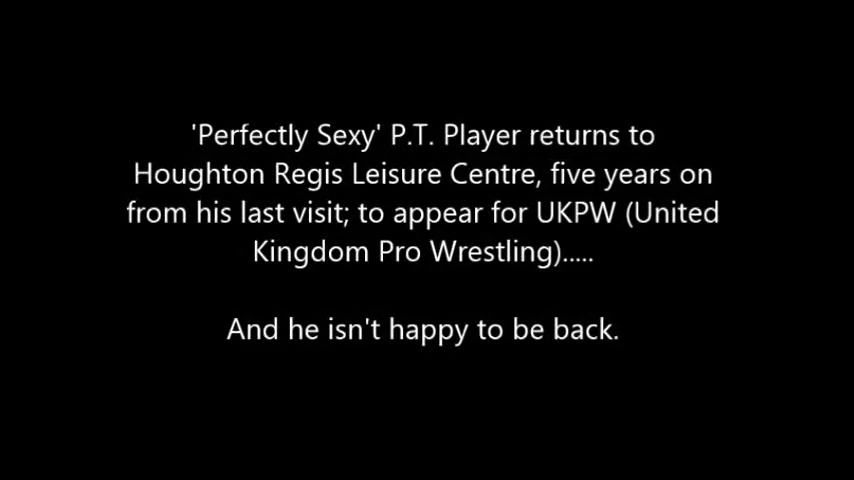 'Perfectly Sexy' P.T. Player returns to
Houghton Regis Leisure Centre, five years on
from his last visit; to appear for UKPW (United
Kingdom Pro Wrestling).....
And he isn't happy to be back.